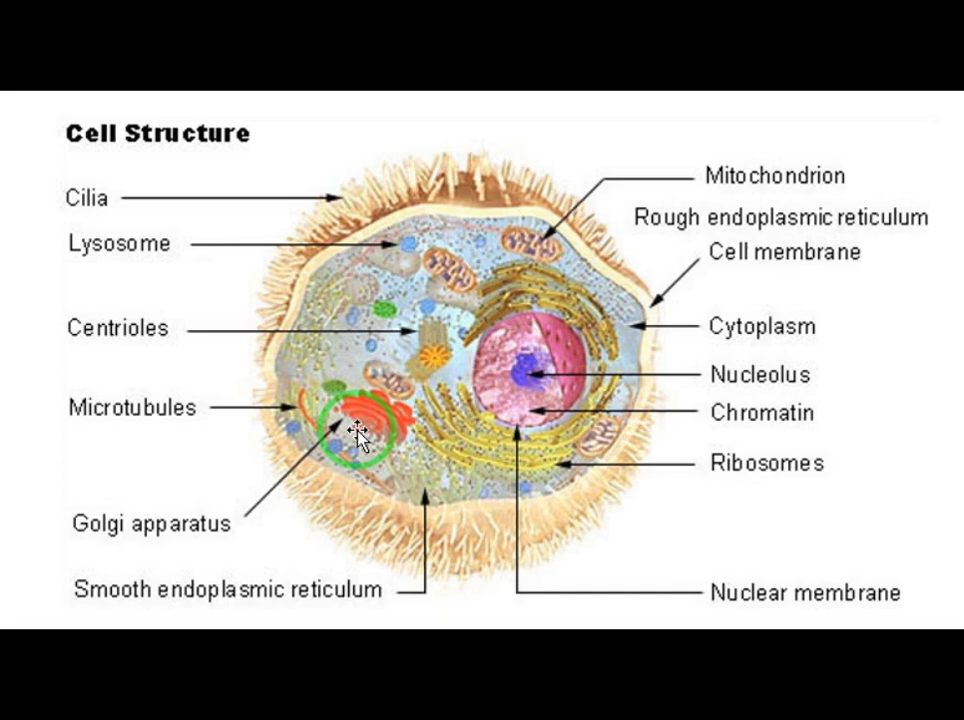 Cell Structure
Cilia
Lysosome
Centrioles
Microtubules
Golgi apparatus
Smooth endoplasmic reticulum
Mitochondrion
Rough endoplasmic reticulum
Cell membrane
Cytoplasm
Nucleolus
Chromatin
Ribosomes
Nuclear membrane